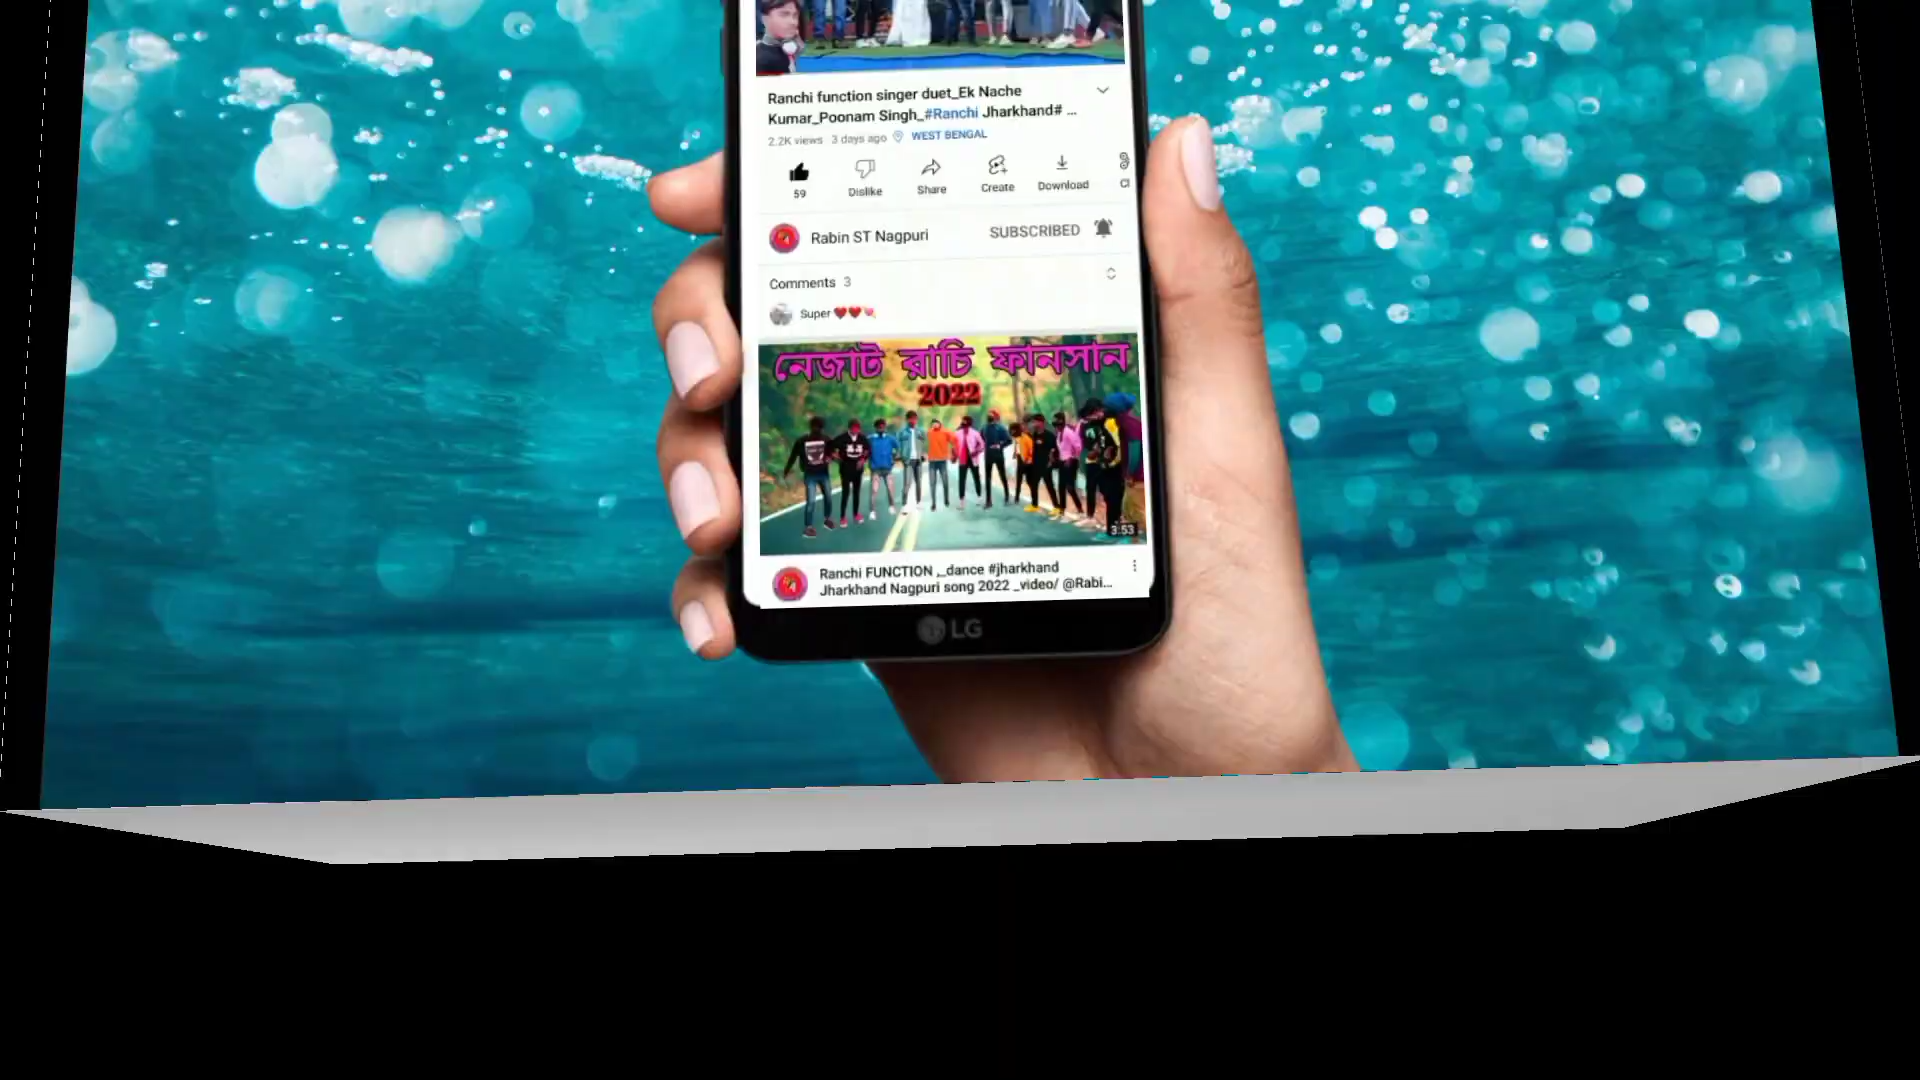 Ranchi function singer duet_Ek Nache
Kumar_Poonam Singh_#Ranchi Jharkhand# ...
2.2K views 3 days ago WEST BENGAL
59 Dislike Share Create Download Cl
Rabin ST Nagpuri SUBSCRIBED
Comments 3
Super
নেজাট রাচি ফানসান
2022
3:53
Ranchi FUNCTION ,_dance #jharkhand
Jharkhand Nagpuri song 2022 _video/ @Rabi...
LG